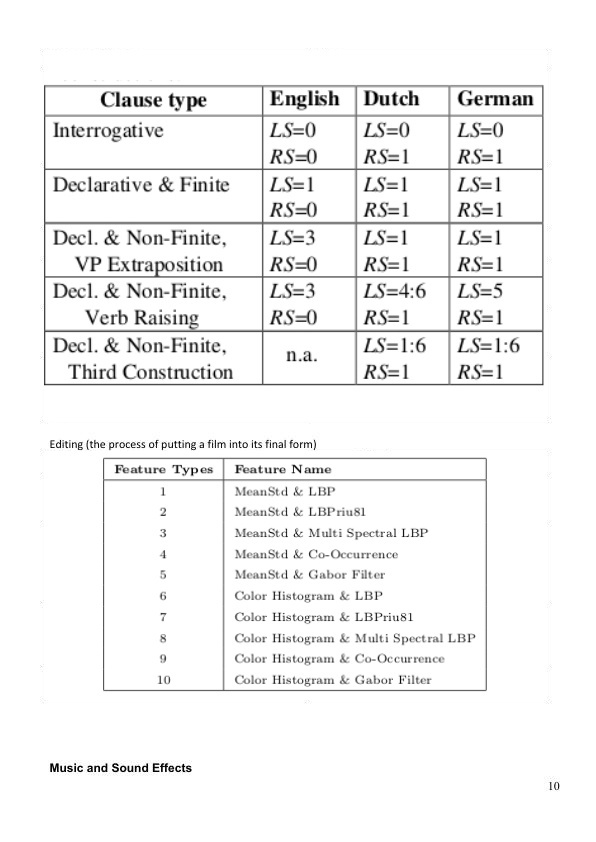 Clause type English Dutch German
Interrogative LS=0 LS=0 LS=0
RS=0 RS=1 RS=1
Declarative & Finite LS=1 LS=1 LS=1
RS=0 RS=1 RS=1
Decl. & Non-Finite, LS=3 LS=1 LS=1
VP Extraposition RS=0 RS=1 RS=1
Decl. & Non-Finite, LS=3 LS=4:6 LS=5
Verb Raising RS=0 RS=1 RS=1
Decl. & Non-Finite, n.a. LS=1:6 LS=1:6
Third Construction RS=1 RS=1
Editing (the process of putting a film into its final form)
Feature Types Feature Name
1 MeanStd & LBP
2 MeanStd & LBPriu81
3 MeanStd & Multi Spectral LBP
4 MeanStd & Co-Occurrence
5 MeanStd & Gabor Filter
6 Color Histogram & LBP
7 Color Histogram & LBPriu81
8 Color Histogram & Multi Spectral LBP
9 Color Histogram & Co-Occurrence
10 Color Histogram & Gabor Filter
Music and Sound Effects
10